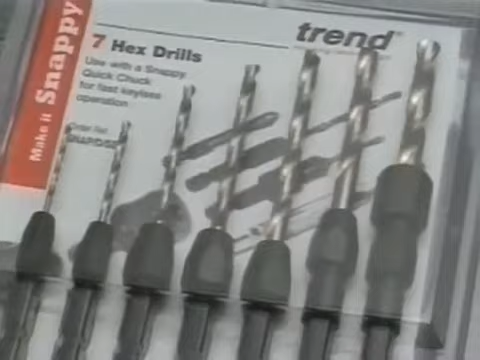 Make it Snappy
trend
7 Hex Drills
Use with a Snappy
Quick Chuck
for fast keyless
operation